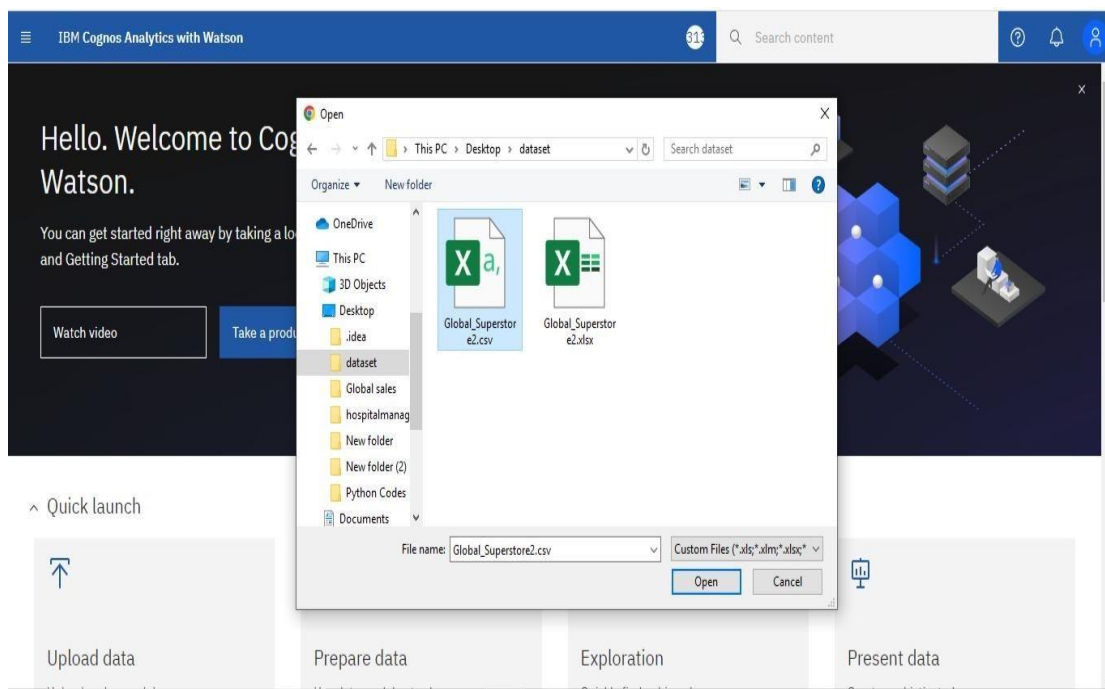 IBM Cognos Analytics with Watson
313
Search content
Hello. Welcome to Cog
Watson.
You can get started right away by taking a lo
and Getting Started tab.
Watch video
Take a produ
Open
X
This PC > Desktop > dataset
Search dataset
Organize
New folder
OneDrive
This PC
3D Objects
Desktop
.idea
dataset
Global sales
hospitalmanag
New folder
New folder (2)
Python Codes
Documents
X a,
Global_Superstor
e2.csv
X
Global_Superstor
e2.xlsx
File name:
Global_Superstore2.csv
Custom Files (*.xls;*.xlm;*.xlsx;*
Open
Cancel
Quick launch
Upload data
Prepare data
Exploration
Present data